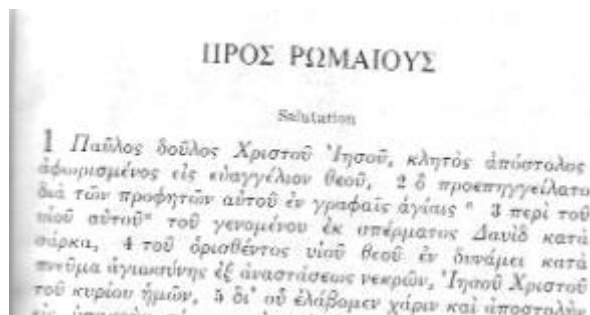 ΠΡΟΣ ΡΩΜΑΙΟΥΣ
Salutation
1 Παῦλος δοῦλος Χριστοῦ Ἰησοῦ, κλητὸς ἀπόστολος
ἀφωρισμένος εἰς εὐαγγέλιον θεοῦ, 2 ὃ προεπηγγείλατο
διὰ τῶν προφητῶν αὐτοῦ ἐν γραφαῖς ἁγίαις ᵃ 3 περὶ τοῦ
υἱοῦ αὐτοῦᵃ τοῦ γενομένου ἐκ σπέρματος Δαυὶδ κατὰ
σάρκα, 4 τοῦ ὁρισθέντος υἱοῦ θεοῦ ἐν δυνάμει κατὰ
πνεῦμα ἁγιωσύνης ἐξ ἀναστάσεως νεκρῶν, Ἰησοῦ Χριστοῦ
τοῦ κυρίου ἡμῶν, 5 δι' οὗ ἐλάβομεν χάριν καὶ ἀποστολὴν